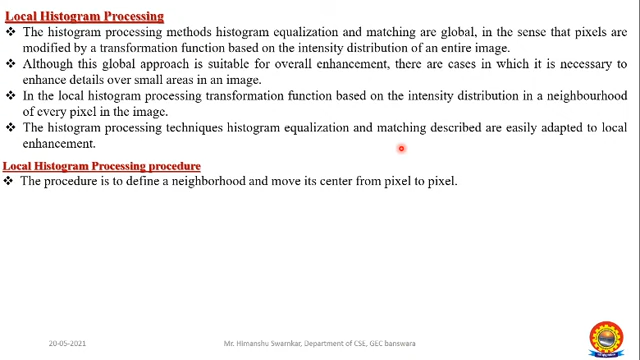 Local Histogram Processing
❖ The histogram processing methods histogram equalization and matching are global, in the sense that pixels are
modified by a transformation function based on the intensity distribution of an entire image.
❖ Although this global approach is suitable for overall enhancement, there are cases in which it is necessary to
enhance details over small areas in an image.
❖ In the local histogram processing transformation function based on the intensity distribution in a neighbourhood
of every pixel in the image.
❖ The histogram processing techniques histogram equalization and matching described are easily adapted to local
enhancement.
Local Histogram Processing procedure
❖ The procedure is to define a neighborhood and move its center from pixel to pixel.
20-05-2021
Mr. Himanshu Swarnkar, Department of CSE, GEC banswara